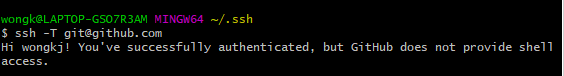 wongk@LAPTOP-GSO7R3AM MINGW64 ~/.ssh
$ ssh -T git@github.com
Hi wongkj! You've successfully authenticated, but GitHub does not provide shell
access.